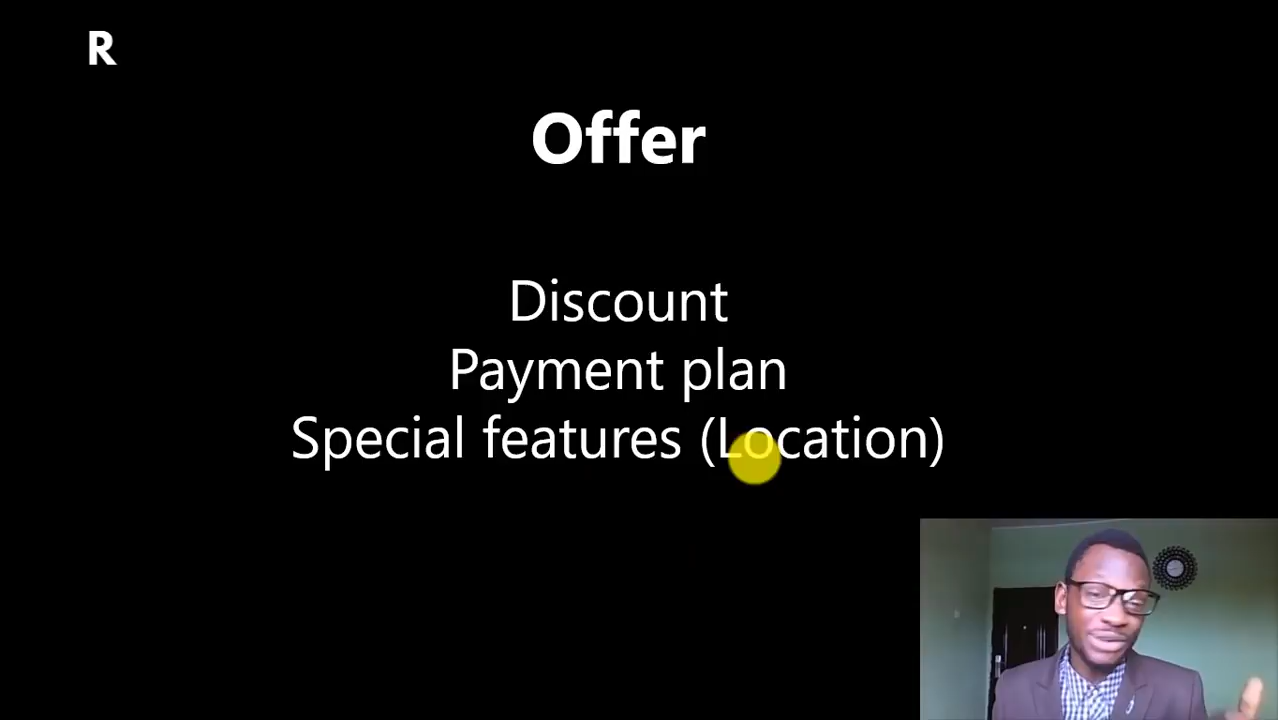 R
Offer
Discount
Payment plan
Special features (Location)